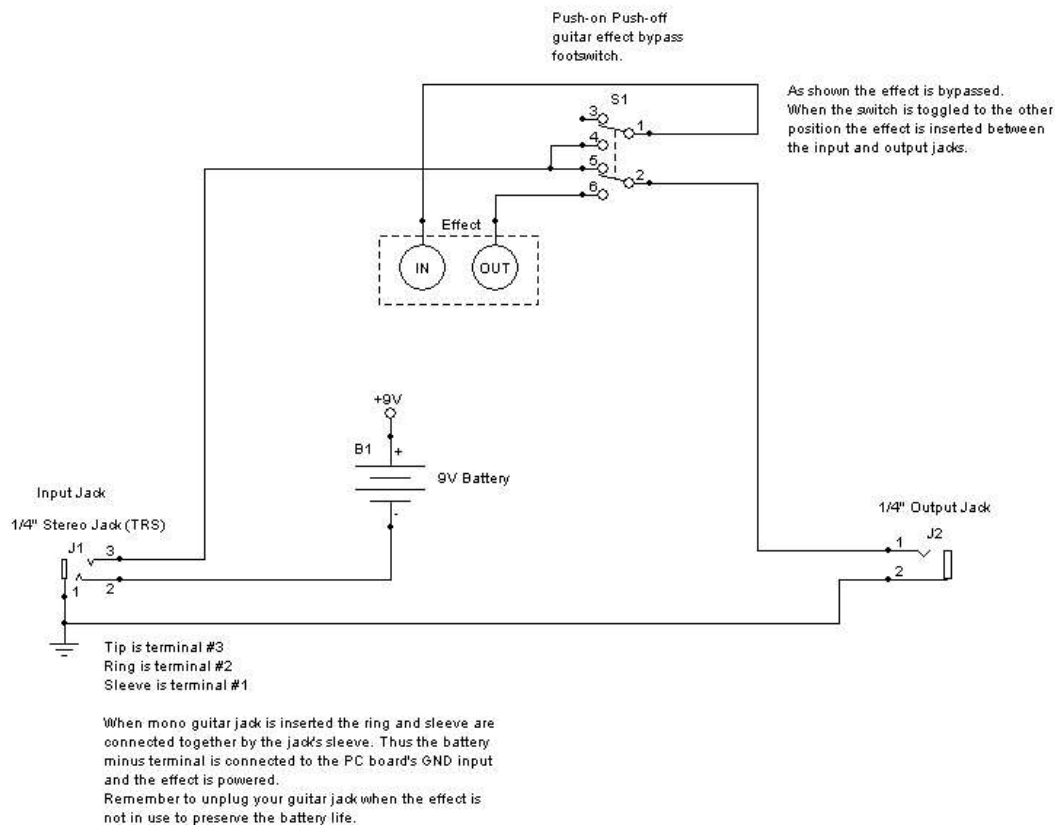 Push-on Push-off
guitar effect bypass
footswitch.
As shown the effect is bypassed.
When the switch is toggled to the other
position the effect is inserted between
the input and output jacks.
S1
3
1
4
5
2
6
Effect
IN
OUT
+9V
B1
+
9V Battery
-
Input Jack
1/4" Stereo Jack (TRS)
J1
3
1
2
1/4" Output Jack
J2
1
2
Tip is terminal #3
Ring is terminal #2
Sleeve is terminal #1
When mono guitar jack is inserted the ring and sleeve are
connected together by the jack's sleeve. Thus the battery
minus terminal is connected to the PC board's GND input
and the effect is powered.
Remember to unplug your guitar jack when the effect is
not in use to preserve the battery life.